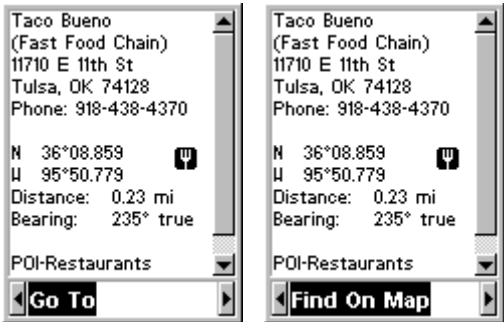 Taco Bueno
(Fast Food Chain)
11710 E 11th St
Tulsa, OK 74128
Phone: 918-438-4370
N 36°08.859
W 95°50.779
Distance: 0.23 mi
Bearing: 235° true
POI-Restaurants
Go To
Taco Bueno
(Fast Food Chain)
11710 E 11th St
Tulsa, OK 74128
Phone: 918-438-4370
N 36°08.859
W 95°50.779
Distance: 0.23 mi
Bearing: 235° true
POI-Restaurants
Find On Map